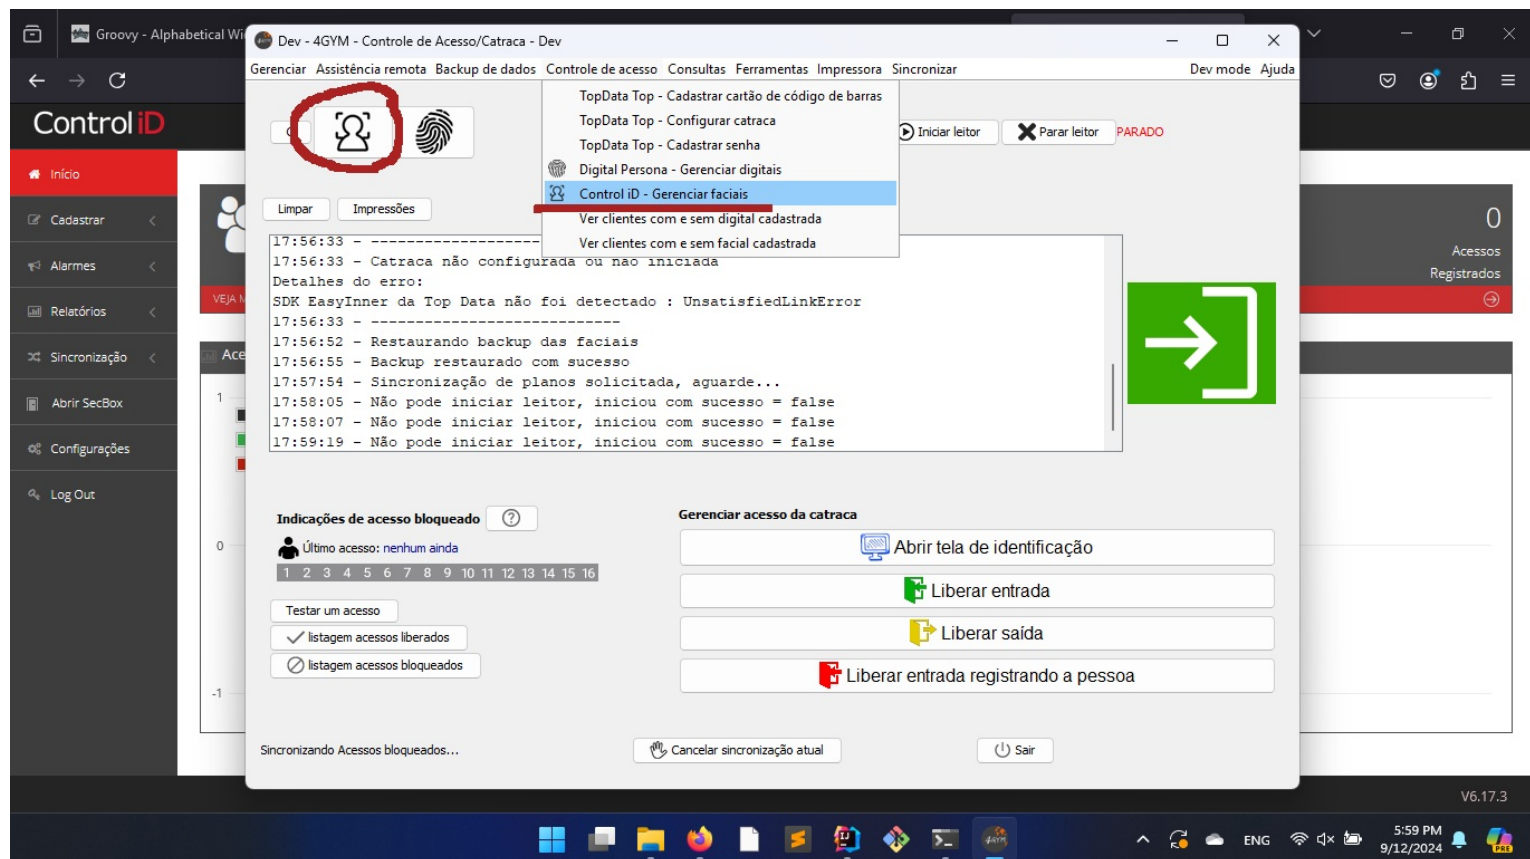 Groovy - Alphabetical Wi
Dev - 4GYM - Controle de Acesso/Catraca - Dev
Gerenciar Assistência remota Backup de dados Controle de acesso Consultas Ferramentas Impressora Sincronizar Dev mode Ajuda
Control iD
TopData Top - Cadastrar cartão de código de barras
TopData Top - Configurar catraca
TopData Top - Cadastrar senha
Digital Persona - Gerenciar digitais
Control iD - Gerenciar faciais
Ver clientes com e sem digital cadastrada
Ver clientes com e sem facial cadastrada
Iniciar leitor
Parar leitor
PARADO
Início
Cadastrar
Alarmes
Relatórios
Sincronização
Abrir SecBox
Configurações
Log Out
Limpar
Impressões
0
Acessos
Registrados
VEJA M
Ace
1
0
-1
17:56:33 - --------------------
17:56:33 - Catraca não configurada ou não iniciada
Detalhes do erro:
SDK EasyInner da Top Data não foi detectado : UnsatisfiedLinkError
17:56:33 - -----------------------------
17:56:52 - Restaurando backup das faciais
17:56:55 - Backup restaurado com sucesso
17:57:54 - Sincronização de planos solicitada, aguarde...
17:58:05 - Não pode iniciar leitor, iniciou com sucesso = false
17:58:07 - Não pode iniciar leitor, iniciou com sucesso = false
17:59:19 - Não pode iniciar leitor, iniciou com sucesso = false
Indicações de acesso bloqueado
Último acesso: nenhum ainda
1 2 3 4 5 6 7 8 9 10 11 12 13 14 15 16
Testar um acesso
listagem acessos liberados
listagem acessos bloqueados
Gerenciar acesso da catraca
Abrir tela de identificação
Liberar entrada
Liberar saída
Liberar entrada registrando a pessoa
Sincronizando Acessos bloqueados...
Cancelar sincronização atual
Sair
V6.17.3
ENG
5:59 PM
9/12/2024